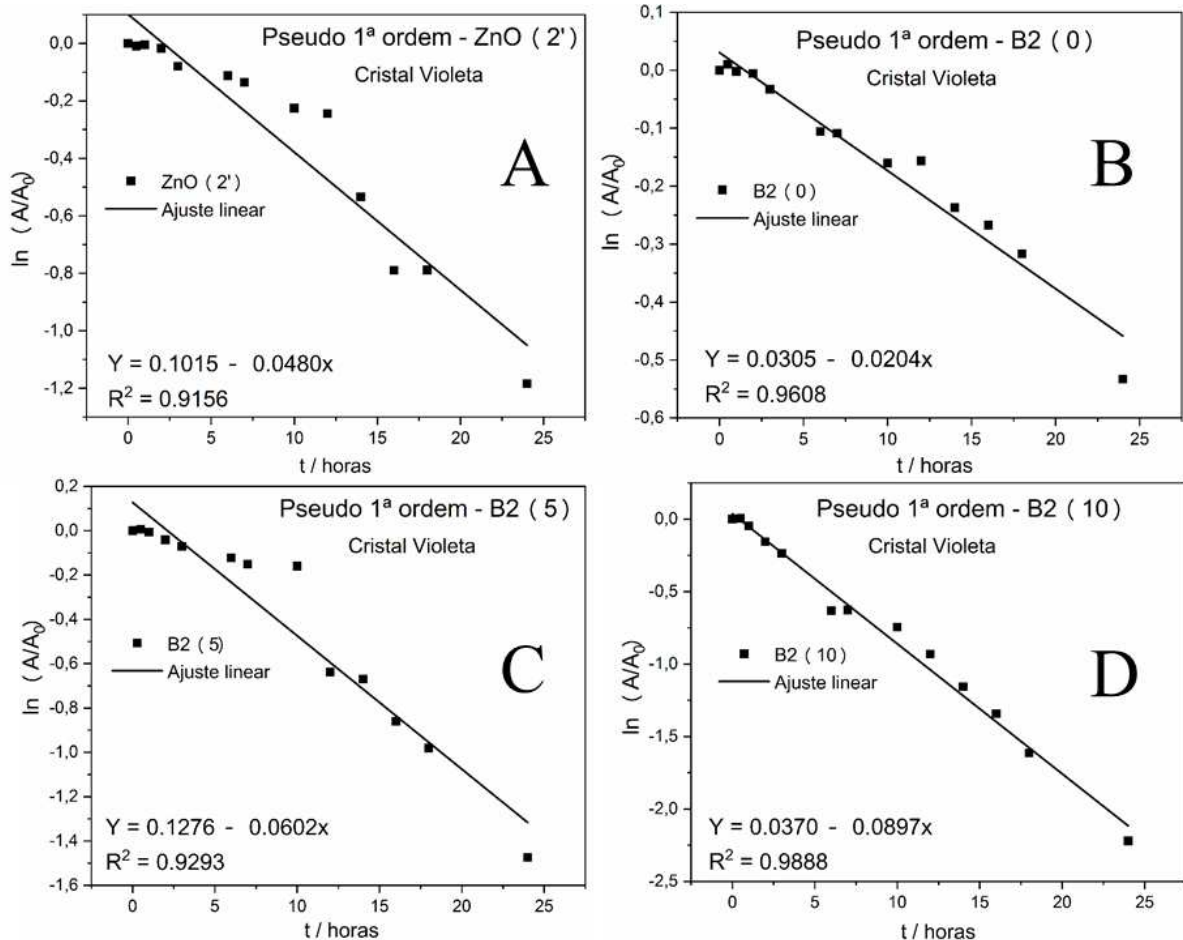 Pseudo 1ª ordem - ZnO (2')
Cristal Violeta
A
ZnO (2')
Ajuste linear
Y = 0.1015 - 0.0480x
R² = 0.9156
ln (A/A₀)
0,0
-0,2
-0,4
-0,6
-0,8
-1,0
-1,2
0 5 10 15 20 25
t / horas
Pseudo 1ª ordem - B2 (0)
Cristal Violeta
B
B2 (0)
Ajuste linear
Y = 0.0305 - 0.0204x
R² = 0.9608
ln (A/A₀)
0,1
0,0
-0,1
-0,2
-0,3
-0,4
-0,5
-0,6
0 5 10 15 20 25
t / horas
Pseudo 1ª ordem - B2 (5)
Cristal Violeta
C
B2 (5)
Ajuste linear
Y = 0.1276 - 0.0602x
R² = 0.9293
ln (A/A₀)
0,2
0,0
-0,2
-0,4
-0,6
-0,8
-1,0
-1,2
-1,4
-1,6
0 5 10 15 20 25
t / horas
Pseudo 1ª ordem - B2 (10)
Cristal Violeta
D
B2 (10)
Ajuste linear
Y = 0.0370 - 0.0897x
R² = 0.9888
ln (A/A₀)
0,0
-0,5
-1,0
-1,5
-2,0
-2,5
0 5 10 15 20 25
t / horas